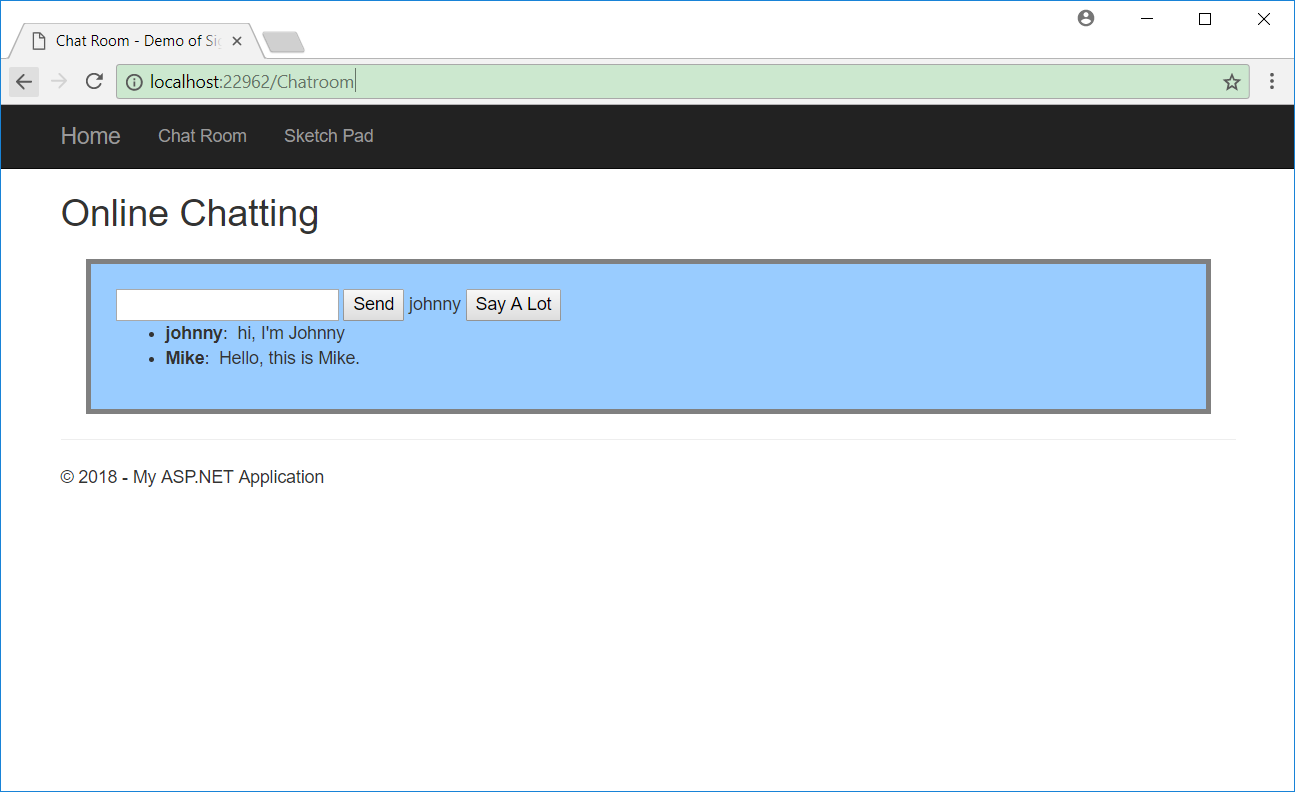 Chat Room - Demo of Sig
localhost:22962/Chatroom
Home Chat Room Sketch Pad
Online Chatting
Send johnny Say A Lot
johnny: hi, I'm Johnny
Mike: Hello, this is Mike.
© 2018 - My ASP.NET Application